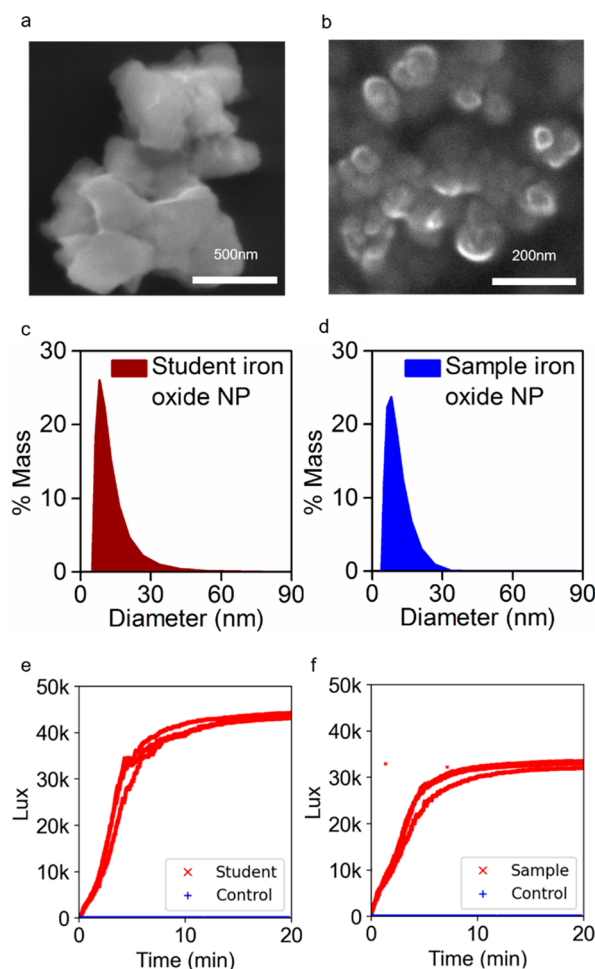 a
b
500nm
200nm
c
d
30
20
10
0
% Mass
Student iron
oxide NP
0
30
60
90
Diameter (nm)
30
20
10
0
% Mass
Sample iron
oxide NP
0
30
60
90
Diameter (nm)
e
f
50k
40k
30k
20k
10k
0
Lux
Student
Control
0
10
20
Time (min)
50k
40k
30k
20k
10k
0
Lux
Sample
Control
0
10
20
Time (min)